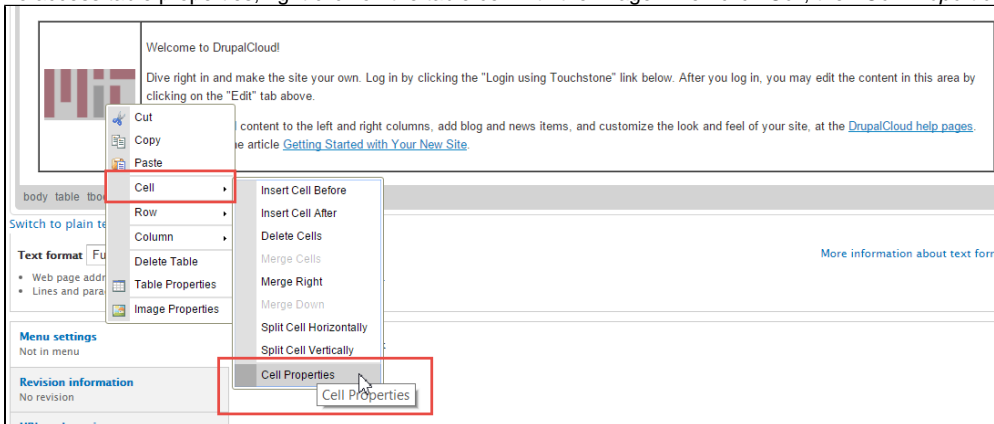 Welcome to DrupalCloud!
Dive right in and make the site your own. Log in by clicking the "Login using Touchstone" link below. After you log in, you may edit the content in this area by
clicking on the "Edit" tab above.
content to the left and right columns, add blog and news items, and customize the look and feel of your site, at the DrupalCloud help pages.
article Getting Started with Your New Site.
Cut
Copy
Paste
Cell
Row
Column
Delete Table
Table Properties
Image Properties
Insert Cell Before
Insert Cell After
Delete Cells
Merge Cells
Merge Right
Merge Down
Split Cell Horizontally
Split Cell Vertically
Cell Properties
Cell Properties
body table
Switch to plain
Text format
More information about text
Web page
Lines and
Menu settings
Not in menu
Revision information
No revision